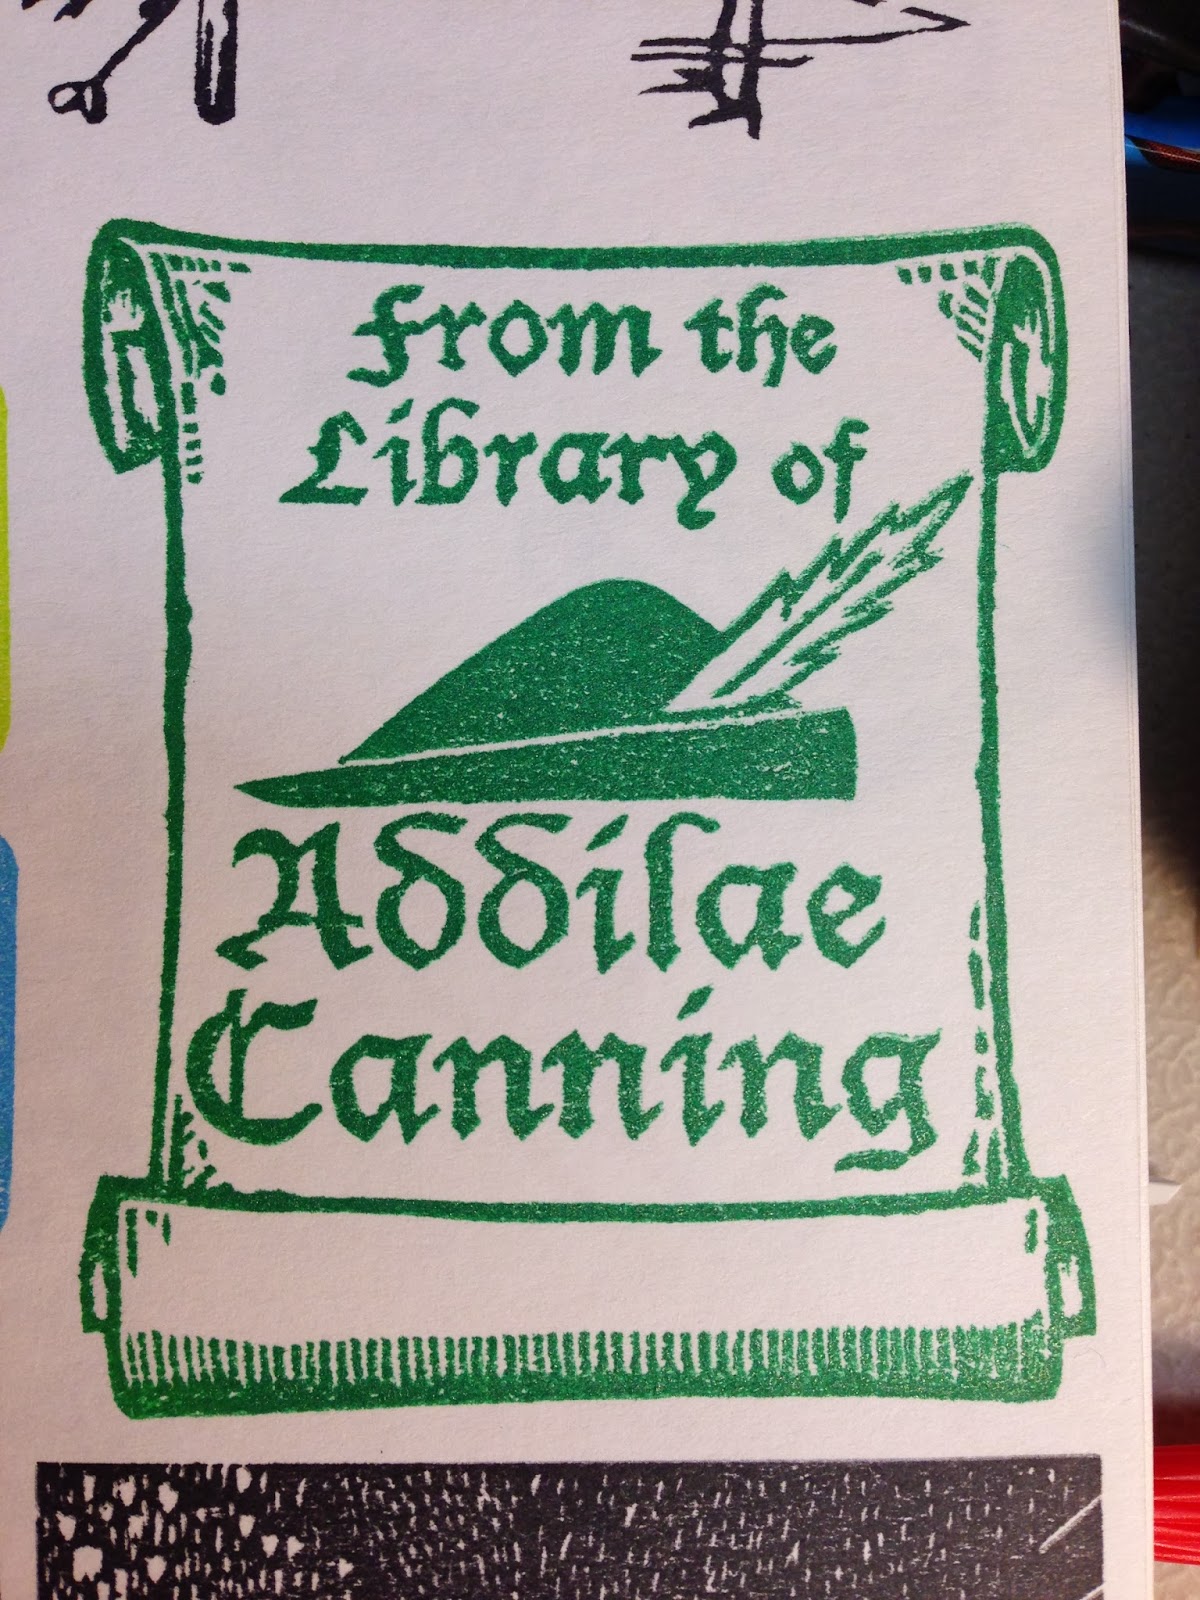 from the
Library of
Addilae
Canning